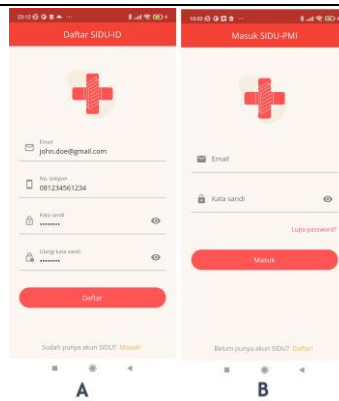 Daftar SIDU-ID
Email
john.doe@gmail.com
No. telepon
081234561234
Kata sandi
Ulangi kata sandi
Daftar
Sudah punya akun SIDU? Masuk!
A
Masuk SIDU-PMI
Email
Kata sandi
Lupa password?
Masuk
Belum punya akun SIDU? Daftar!
B